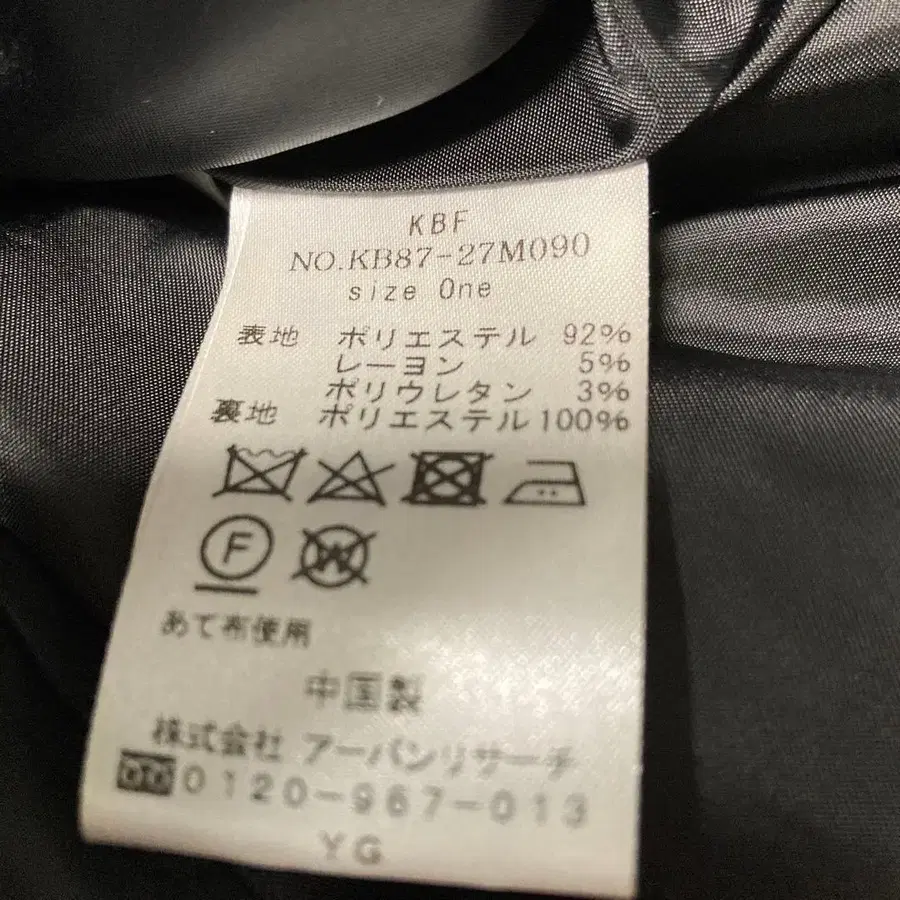 KBF
NO.KB87-27M090
size One
表地 ポリエステル 92%
レーヨン 5%
ポリウレタン 3%
裏地 ポリエステル 100%
F
W
あて布使用
中国製
株式会社 アーバンリサーチ
0120-967-013
YG